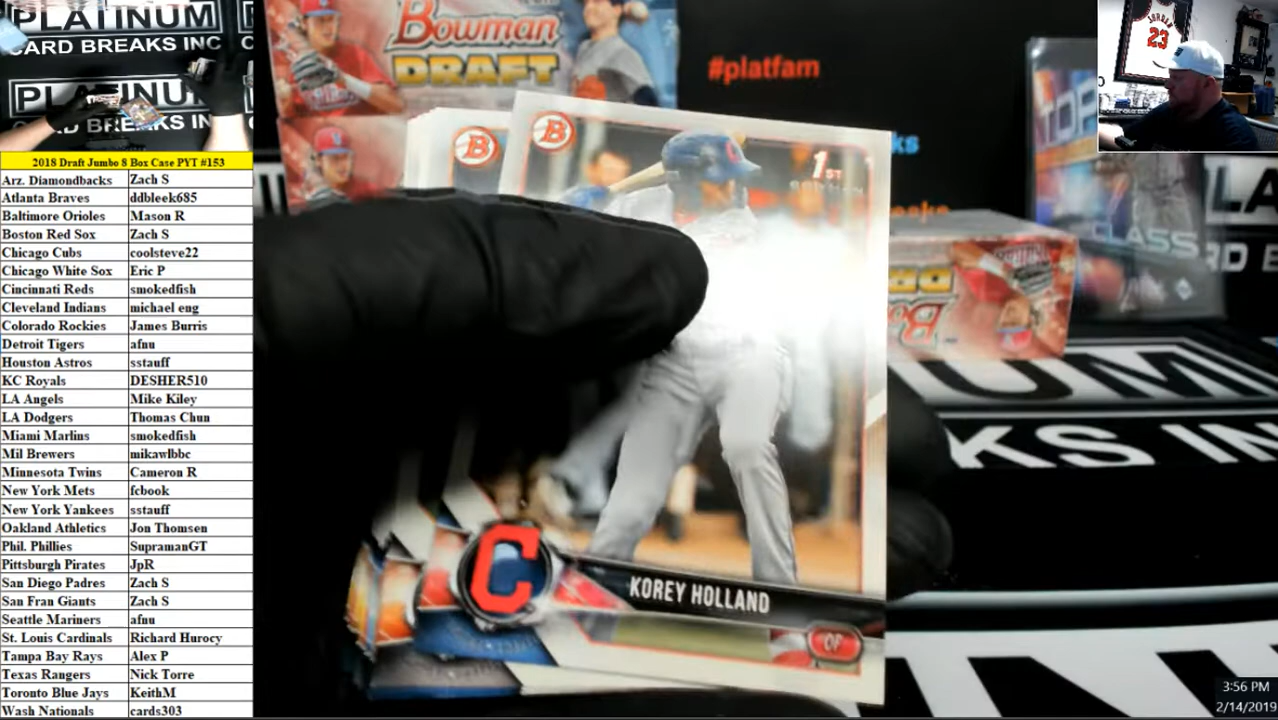 PLATINUM
CARD BREAKS INC
PLATINUM
CARD BREAKS IN
2018 Draft Jumbo 8 Box Case PYT #153
Arz. Diamondbacks Zach S
Atlanta Braves ddbleek685
Baltimore Orioles Mason R
Boston Red Sox Zach S
Chicago Cubs coolsteve22
Chicago White Sox Eric P
Cincinnati Reds smokedfish
Cleveland Indians michael eng
Colorado Rockies James Burris
Detroit Tigers afnu
Houston Astros sstauff
KC Royals DESHER510
LA Angels Mike Kiley
LA Dodgers Thomas Chun
Miami Marlins smokedfish
Mil Brewers mikawlbbc
Minnesota Twins Cameron R
New York Mets fcbook
New York Yankees sstauff
Oakland Athletics Jon Thomsen
Phil. Phillies SupramanGT
Pittsburgh Pirates JpR
San Diego Padres Zach S
San Fran Giants Zach S
Seattle Mariners afnu
St. Louis Cardinals Richard Hurocy
Tampa Bay Rays Alex P
Texas Rangers Nick Torre
Toronto Blue Jays KeithM
Wash Nationals cards303
Bowman
DRAFT
#platfam
B
B
1ST
C
KOREY HOLLAND
OF
CLASS
UM
KS IN
JORDAN
23
3:56 PM
2/14/2019